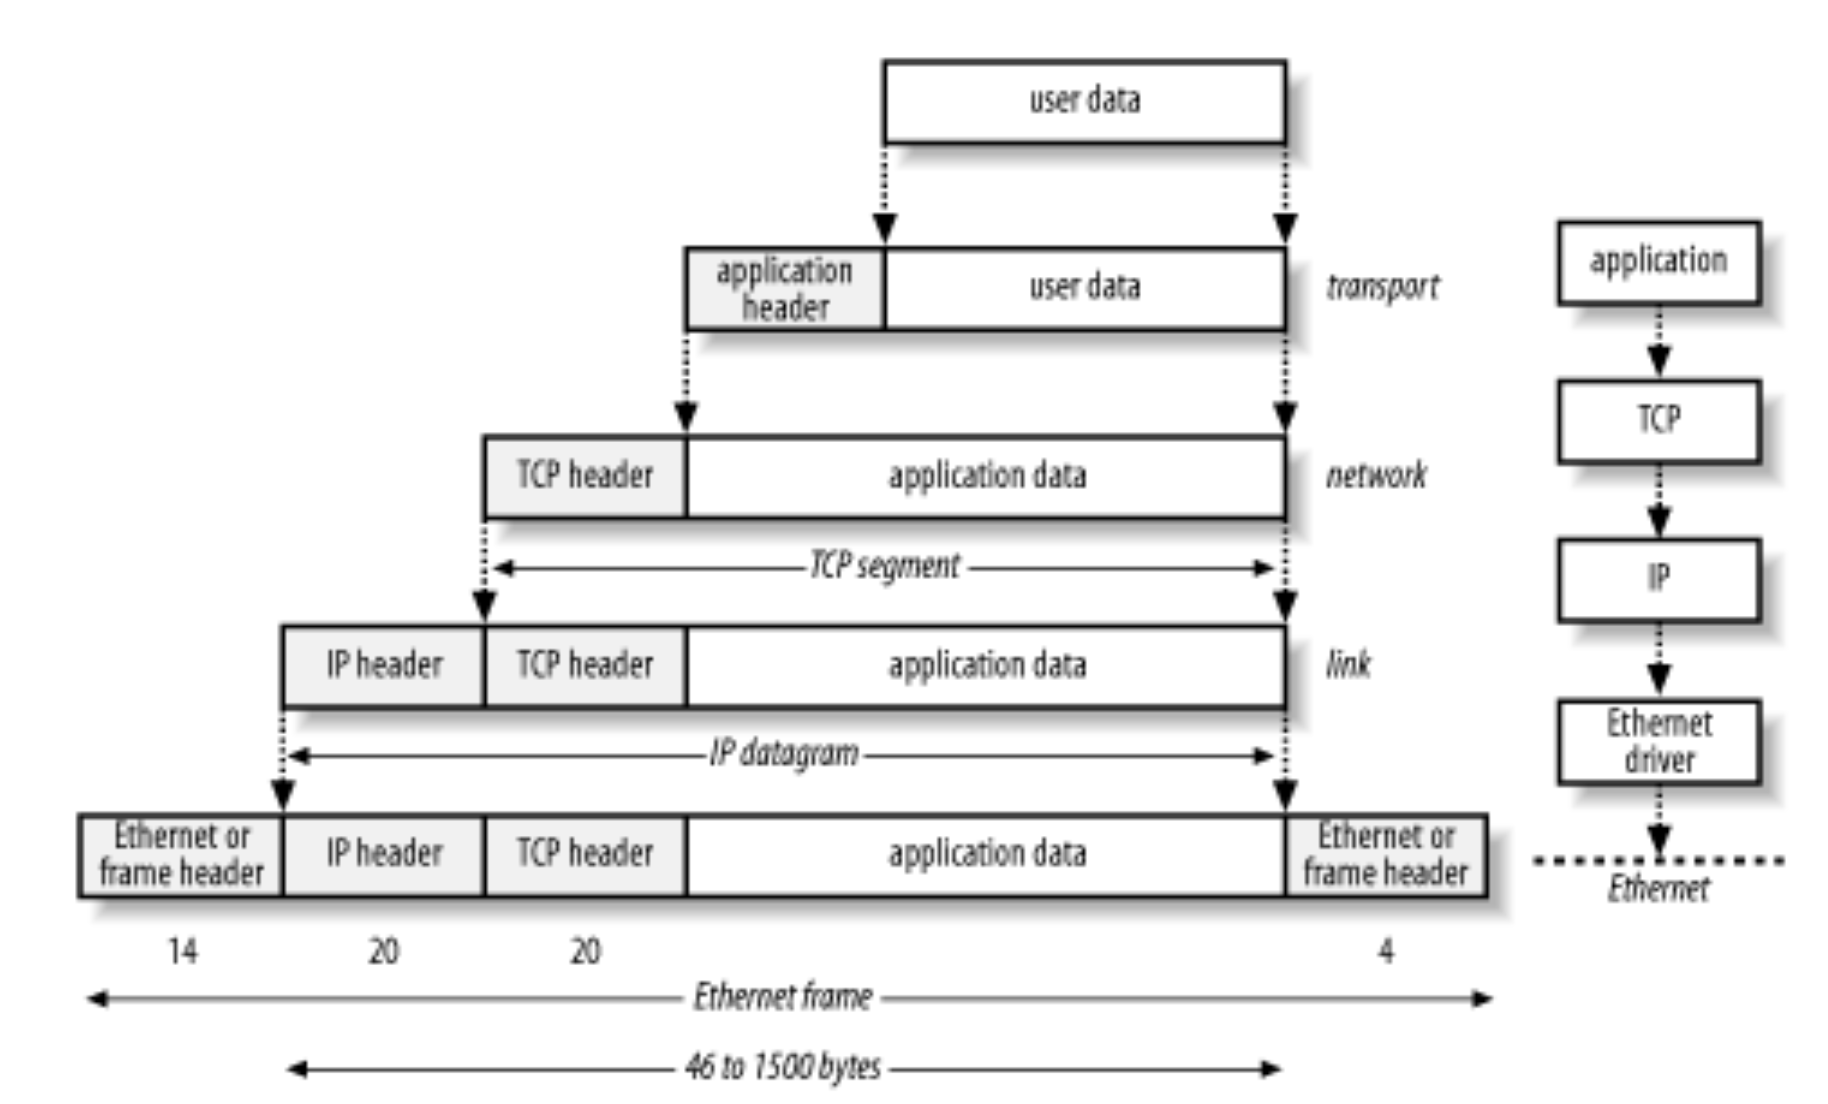 user data
application
header
user data
transport
application
TCP header
application data
network
TCP
TCP segment
IP
IP header
TCP header
application data
link
Ethernet
driver
IP datagram
Ethernet or
frame header
IP header
TCP header
application data
Ethernet or
frame header
Ethernet
14
20
20
4
Ethernet frame
46 to 1500 bytes